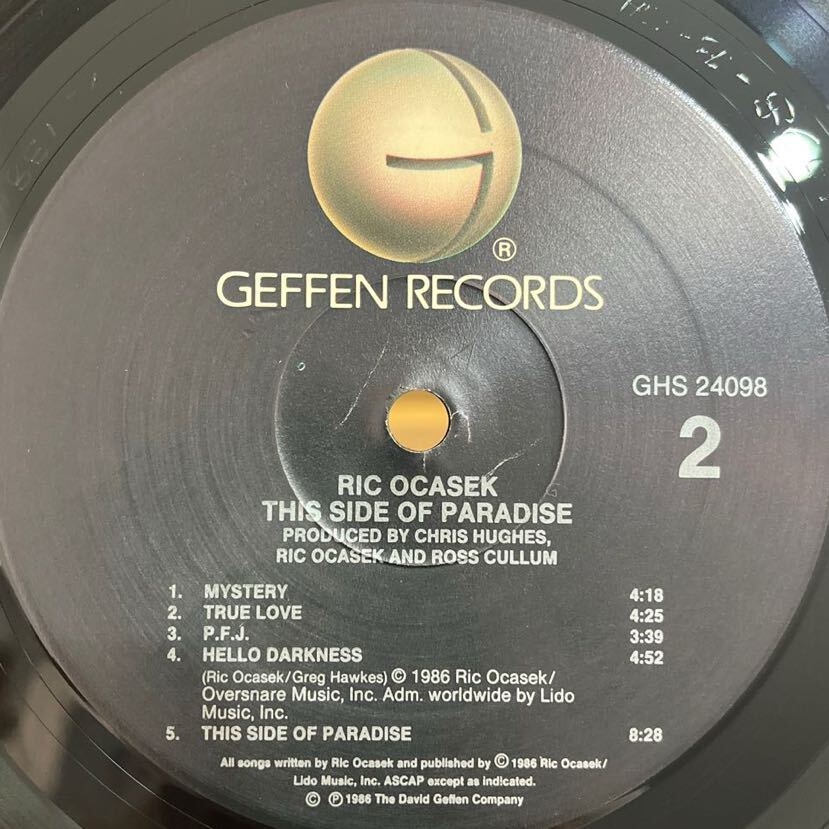 G
®
GEFFEN RECORDS
GHS 24098
2
RIC OCASEK
THIS SIDE OF PARADISE
PRODUCED BY CHRIS HUGHES,
RIC OCASEK AND ROSS CULLUM
1. MYSTERY 4:18
2. TRUE LOVE 4:25
3. P.F.J. 3:39
4. HELLO DARKNESS 4:52
(Ric Ocasek/Greg Hawkes) © 1986 Ric Ocasek/
Oversnare Music, Inc. Adm. worldwide by Lido
Music, Inc.
5. THIS SIDE OF PARADISE 8:28
All songs written by Ric Ocasek and published by © 1986 Ric Ocasek/
Lido Music, Inc. ASCAP except as indicated.
© ℗ 1986 The David Geffen Company